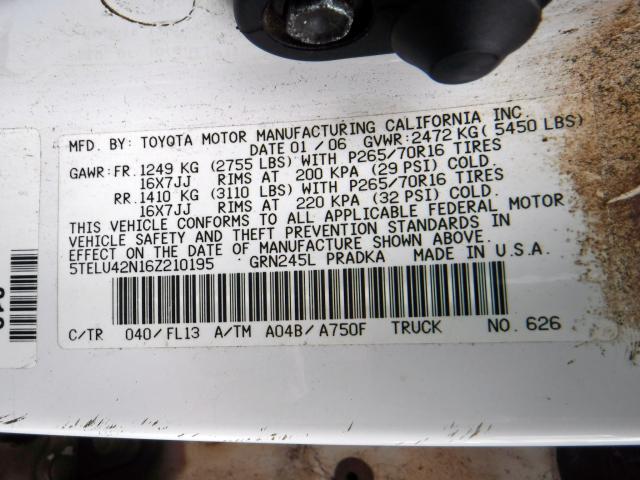 MFD. BY: TOYOTA MOTOR MANUFACTURING CALIFORNIA INC.
DATE 01 / 06 GVWR: 2472 KG ( 5450 LBS)
GAWR: FR. 1249 KG (2755 LBS) WITH P265/70R16 TIRES
16X7JJ RIMS AT 200 KPA (29 PSI) COLD.
RR. 1410 KG (3110 LBS) WITH P265/70R16 TIRES
16X7JJ RIMS AT 220 KPA (32 PSI) COLD.
THIS VEHICLE CONFORMS TO ALL APPLICABLE FEDERAL MOTOR
VEHICLE SAFETY AND THEFT PREVENTION STANDARDS IN
EFFECT ON THE DATE OF MANUFACTURE SHOWN ABOVE.
5TELU42N16Z210195 GRN245L PRADKA MADE IN U.S.A.
C/TR 040/FL13 A/TM A04B/A750F TRUCK NO. 626